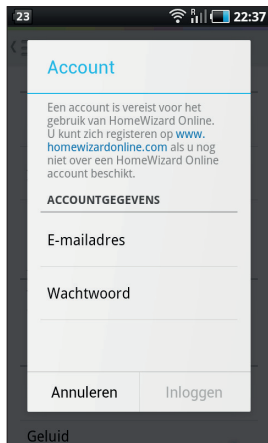 23
R
22:37
Account
Een account is vereist voor het
gebruik van HomeWizard Online.
U kunt zich registeren op www.
homewizardonline.com als u nog
niet over een HomeWizard Online
account beschikt.
ACCOUNTGEGEVENS
E-mailadres
Wachtwoord
Annuleren Inloggen
Geluid